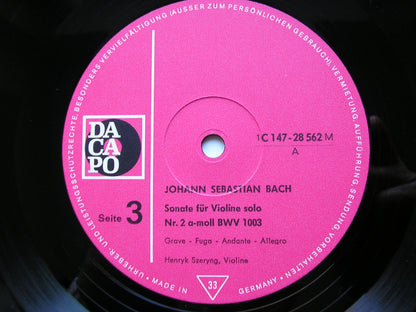 URHEBER- UND LEISTUNGSSCHUTZRECHTE, BESONDERS VERVIELFÄLTIGUNG (AUSSER ZUM PERSÖNLICHEN GEBRAUCH), VERMIETUNG, AUFFÜHRUNG, SENDUNG, VORBEHALTEN
DA
CA
PO
Seite 3
1C 147-28 562 M
A
JOHANN SEBASTIAN BACH
Sonate für Violine solo
Nr. 2 a-moll BWV 1003
Grave - Fuga - Andante - Allegro
Henryk Szeryng, Violine
33
MADE IN GERMANY